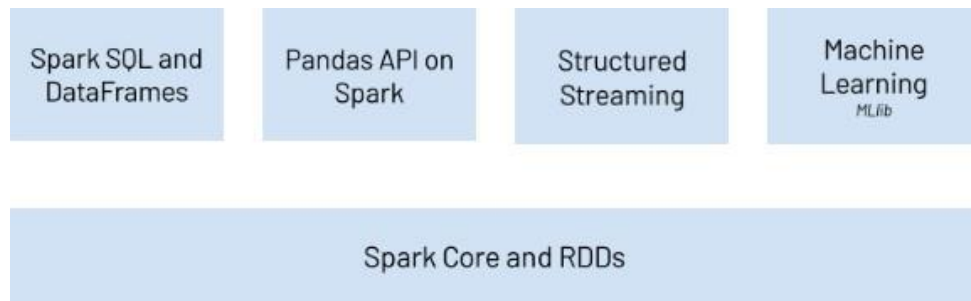 Spark SQL and
DataFrames
Pandas API on
Spark
Structured
Streaming
Machine
Learning
MLlib
Spark Core and RDDs